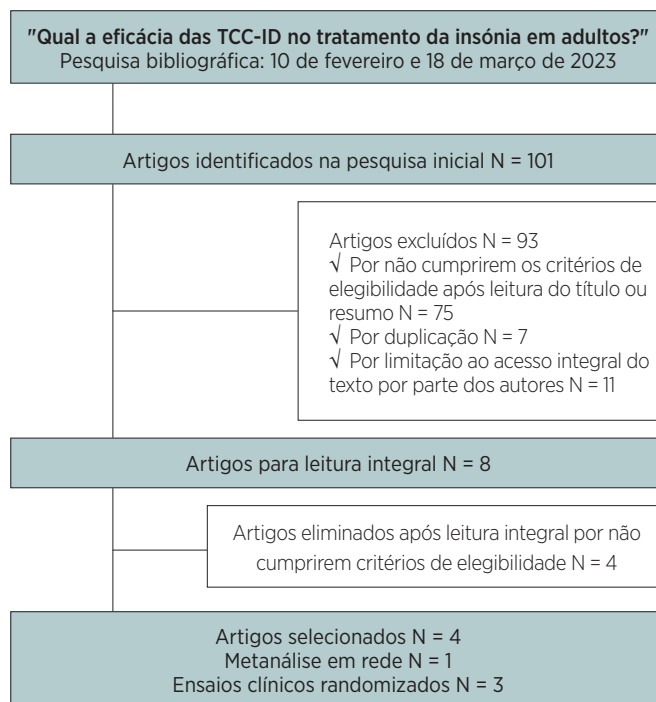 "Qual a eficácia das TCC-ID no tratamento da insónia em adultos?"
Pesquisa bibliográfica: 10 de fevereiro e 18 de março de 2023
Artigos identificados na pesquisa inicial N = 101
Artigos excluídos N = 93
√ Por não cumprirem os critérios de
elegibilidade após leitura do título ou
resumo N = 75
√ Por duplicação N = 7
√ Por limitação ao acesso integral do
texto por parte dos autores N = 11
Artigos para leitura integral N = 8
Artigos eliminados após leitura integral por não
cumprirem critérios de elegibilidade N = 4
Artigos selecionados N = 4
Metanálise em rede N = 1
Ensaios clínicos randomizados N = 3